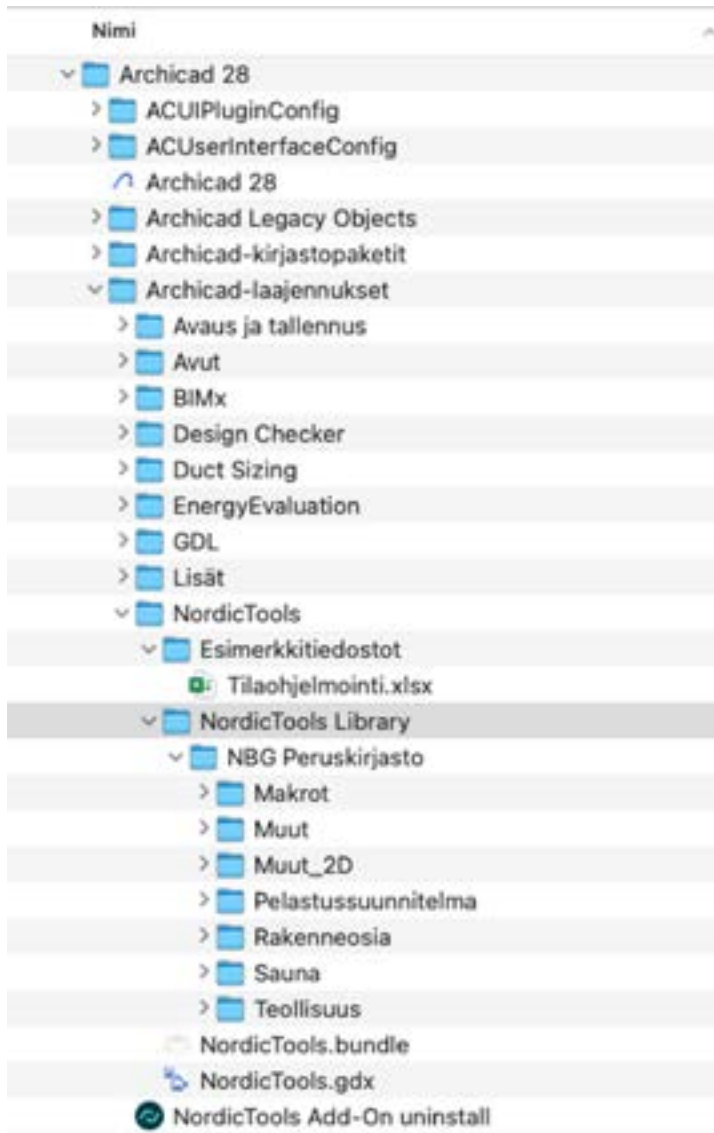 Nimi
Archicad 28
ACUIPluginConfig
ACUserInterfaceConfig
Archicad 28
Archicad Legacy Objects
Archicad-kirjastopaketit
Archicad-laajennukset
Avaus ja tallennus
Avut
BIMx
Design Checker
Duct Sizing
EnergyEvaluation
GDL
Lisät
NordicTools
Esimerkkitiedostot
Tilaohjelmointi.xlsx
NordicTools Library
NBG Peruskirjasto
Makrot
Muut
Muut_2D
Pelastussuunnitelma
Rakenneosia
Sauna
Teollisuus
NordicTools.bundle
NordicTools.gdx
NordicTools Add-On uninstall